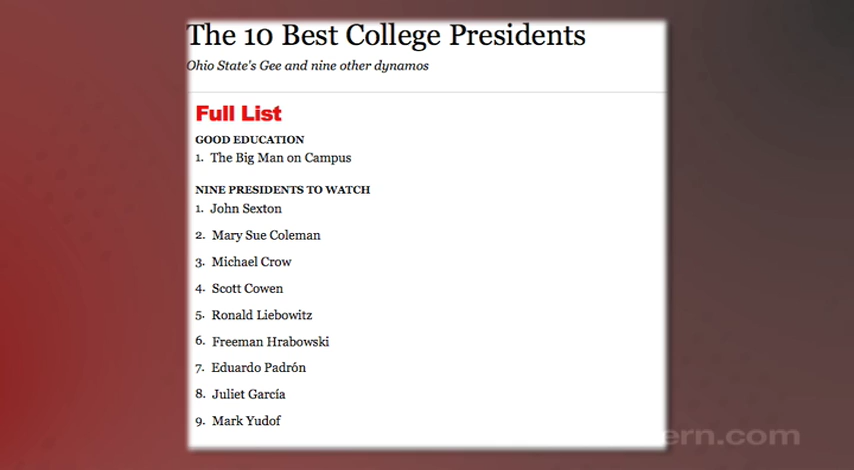 The 10 Best College Presidents
Ohio State's Gee and nine other dynamos
Full List
GOOD EDUCATION
1. The Big Man on Campus
NINE PRESIDENTS TO WATCH
1. John Sexton
2. Mary Sue Coleman
3. Michael Crow
4. Scott Cowen
5. Ronald Liebowitz
6. Freeman Hrabowski
7. Eduardo Padrón
8. Juliet García
9. Mark Yudof
ern.com